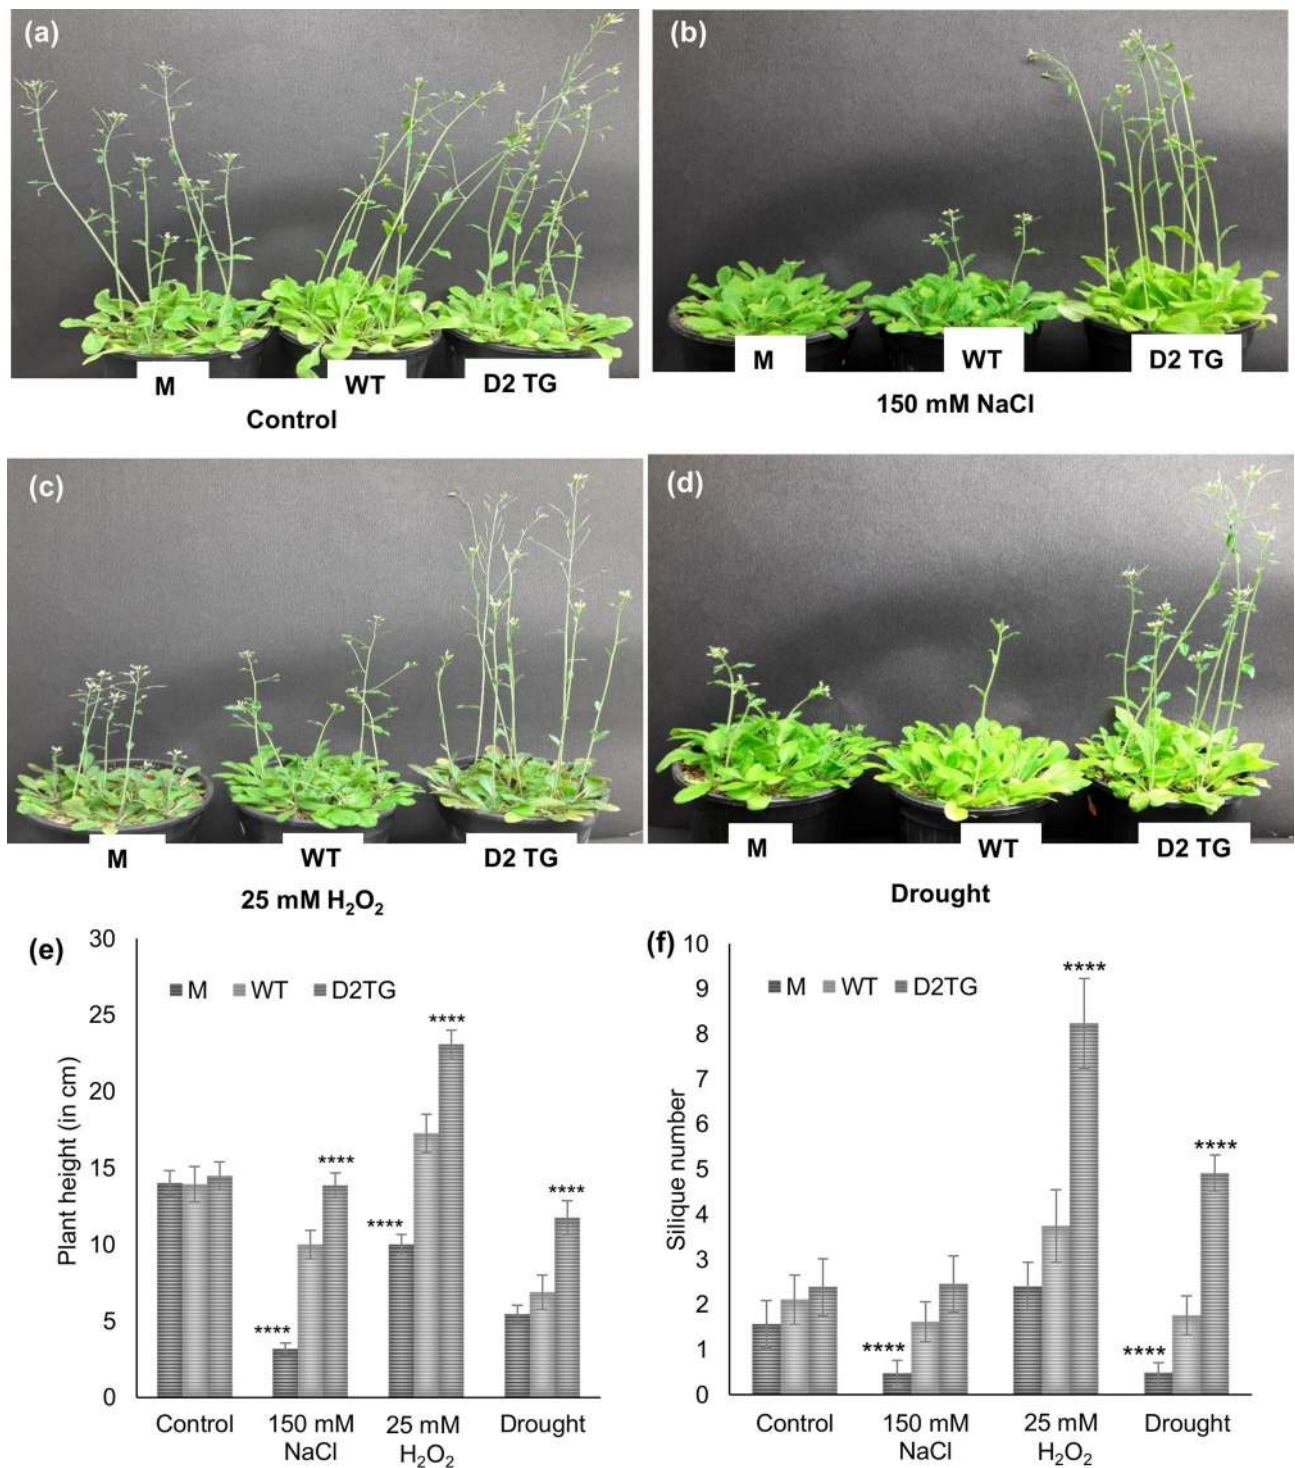 (a)
M
WT
D2 TG
Control
(b)
M
WT
D2 TG
150 mM NaCl
(c)
M
WT
D2 TG
25 mM H₂O₂
(d)
M
WT
D2 TG
Drought
(e)
Plant height (in cm)
30
25
20
15
10
5
0
M WT D2TG
****
****
****
****
****
Control
150 mM
NaCl
25 mM
H₂O₂
Drought
(f)
Silique number
10
9
8
7
6
5
4
3
2
1
0
M WT D2TG
****
****
****
****
Control
150 mM
NaCl
25 mM
H₂O₂
Drought